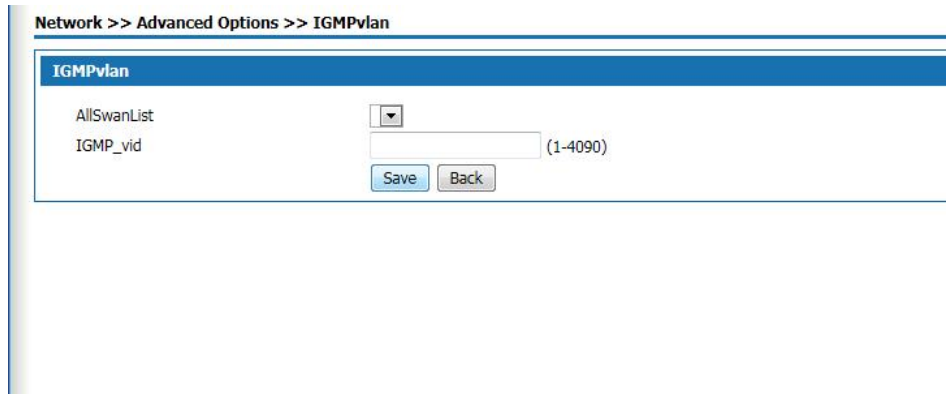 Network >> Advanced Options >> IGMPvlan
IGMPvlan
AllSwanList
IGMP_vid (1-4090)
Save Back